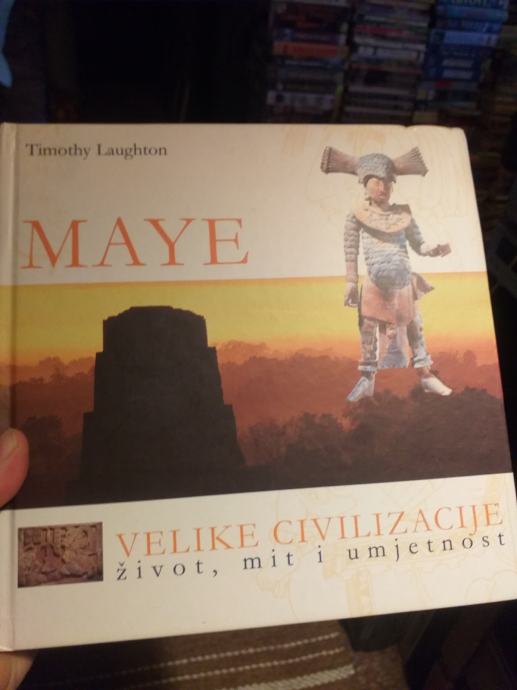 Timothy Laughton
MAYE
VELIKE CIVILIZACIJE
život, mit i umjetnost